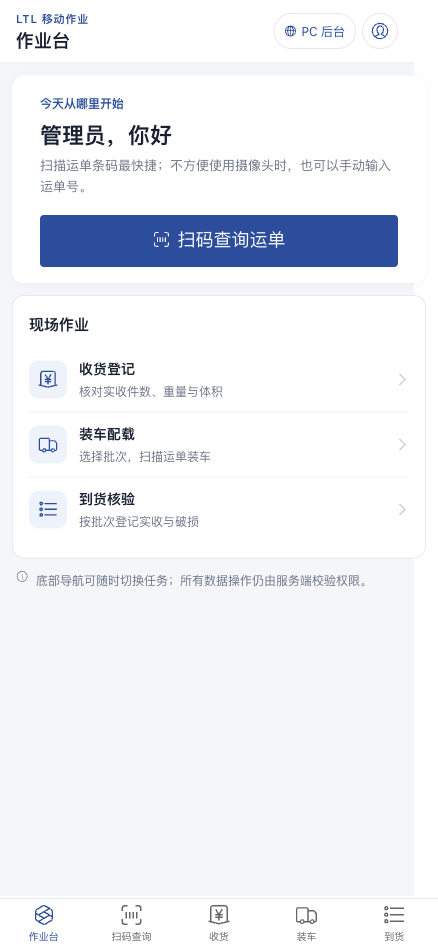 LTL 移动作业
作业台
PC 后台
今天从哪里开始
管理员，你好
扫描运单条码最快捷；不方便使用摄像头时，也可以手动输入
运单号。
扫码查询运单
现场作业
收货登记
核对实收件数、重量与体积
装车配载
选择批次，扫描运单装车
到货核验
按批次登记实收与破损
底部导航可随时切换任务；所有数据操作仍由服务端校验权限。
作业台
扫码查询
收货
装车
到货